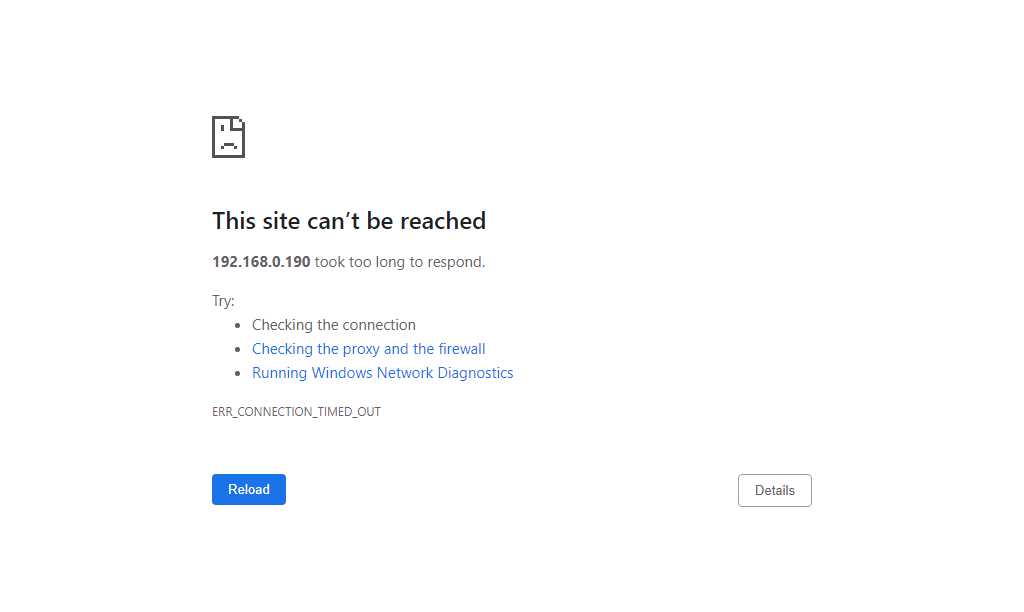 This site can’t be reached
192.168.0.190 took too long to respond.
Try:
Checking the connection
Checking the proxy and the firewall
Running Windows Network Diagnostics
ERR_CONNECTION_TIMED_OUT
Reload
Details